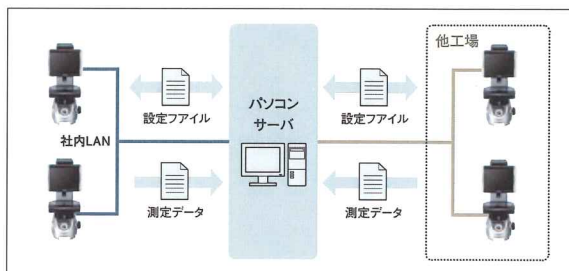 他工場
設定ファイル
パソコン
サーバ
設定ファイル
社内LAN
測定データ
測定データ